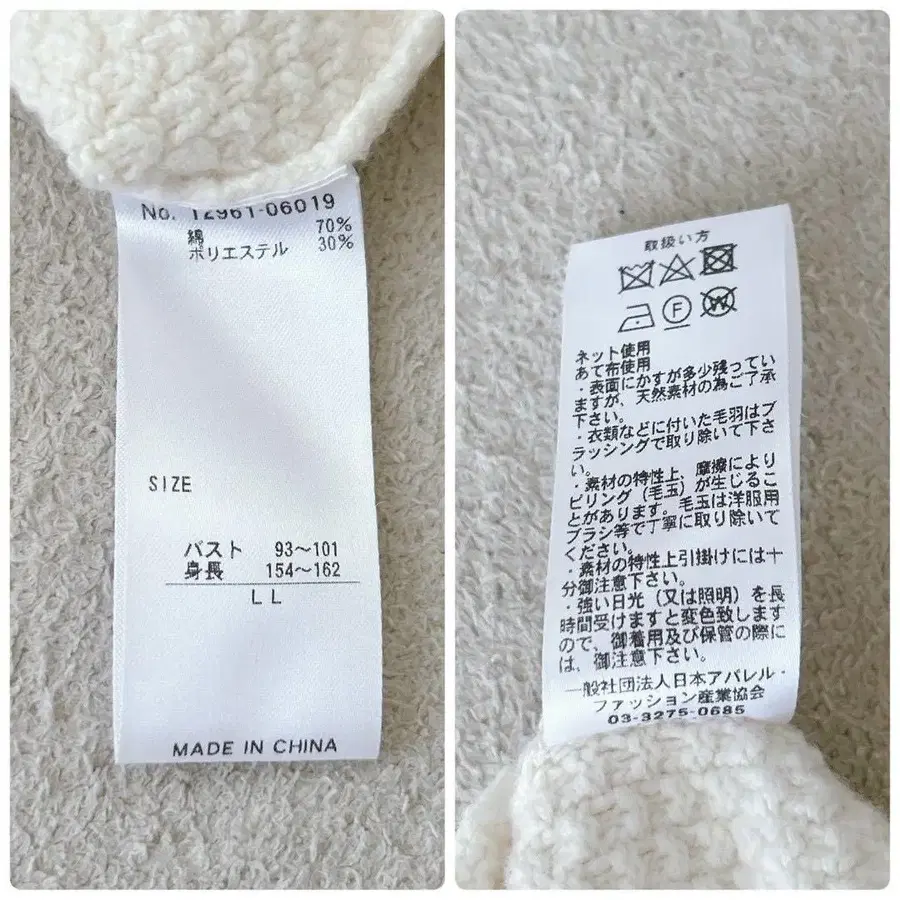 No. 12961-06019
綿 70%
ポリエステル 30%
SIZE
バスト 93～101
身長 154～162
LL
MADE IN CHINA
取扱い方
F
W
ネット使用
あて布使用
・表面にかすが多少残ってい
ますが、天然素材の為ご了承
下さい。
・衣類などに付いた毛羽はブ
ラッシングで取り除いて下さ
い。
・素材の特性上、摩擦により
ピリング（毛玉）が生じるこ
とがあります。毛玉は洋服用
ブラシ等で丁寧に取り除いて
ください。
・素材の特性上引掛けには十
分御注意下さい。
・強い日光（又は照明）を長
時間受けますと変色致します
ので、御着用及び保管の際に
は、御注意下さい。
一般社団法人日本アパレル・
ファッション産業協会
03-3275-0685